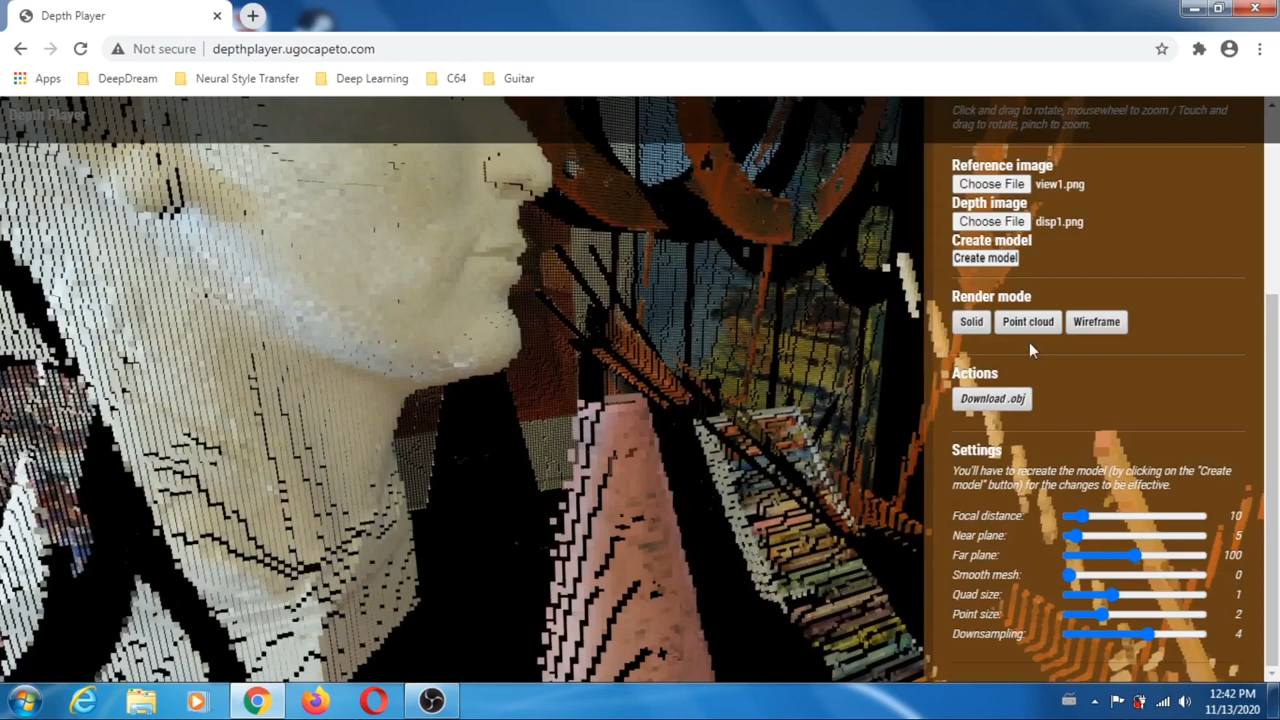 Depth Player
Not secure
depthplayer.ugocapeto.com
Apps
DeepDream
Neural Style Transfer
Deep Learning
C64
Guitar
Depth Player
Click and drag to rotate, mousewheel to zoom / Touch and
drag to rotate, pinch to zoom.
Reference image
Choose File view1.png
Depth image
Choose File disp1.png
Create model
Create model
Render mode
Solid Point cloud Wireframe
Actions
Download .obj
Settings
You'll have to recreate the model (by clicking on the "Create
model" button) for the changes to be effective.
Focal distance: 10
Near plane: 5
Far plane: 100
Smooth mesh: 0
Quad size: 1
Point size: 2
Downsampling: 4
12:42 PM
11/13/2020